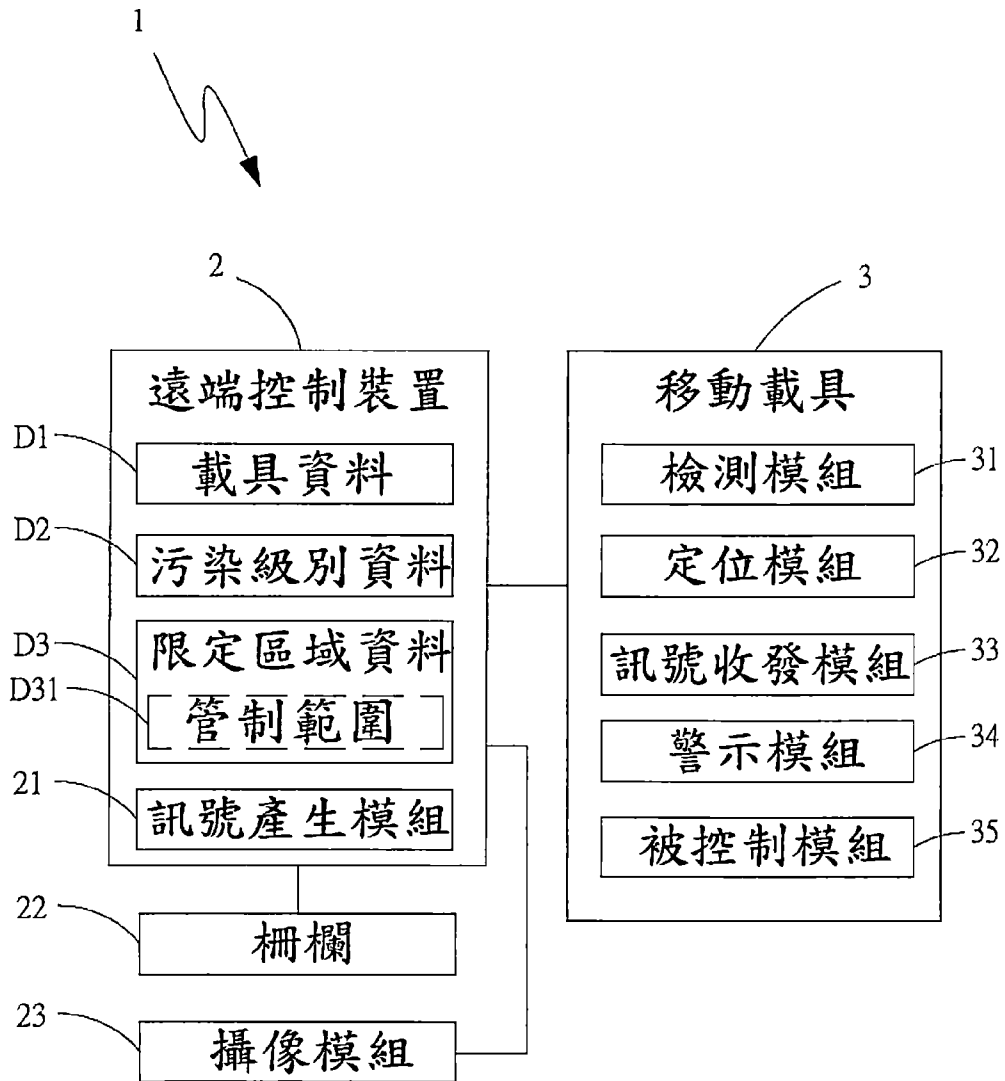 1
2
3
遠端控制裝置
移動載具
D1
載具資料
檢測模組
31
D2
污染級別資料
定位模組
32
D3
限定區域資料
訊號收發模組
33
D31
管制範圍
警示模組
34
21
訊號產生模組
被控制模組
35
22
柵欄
23
攝像模組